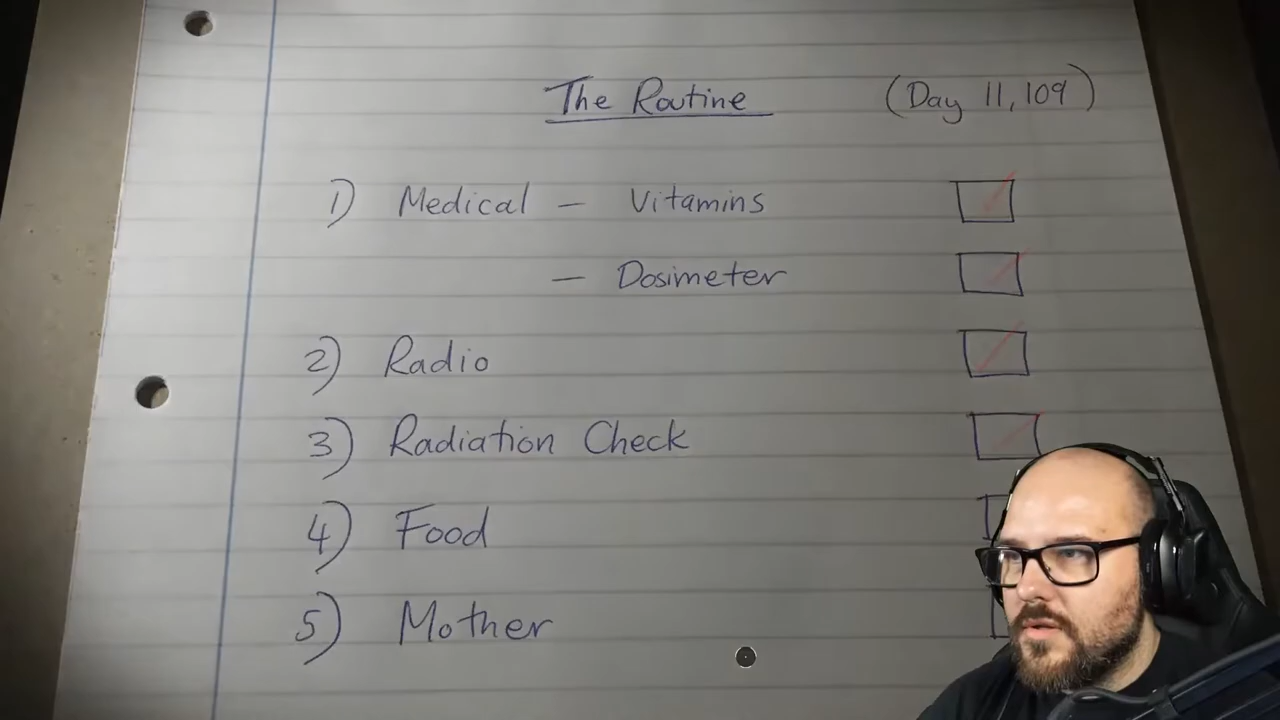 The Routine (Day 11,109)
1) Medical - Vitamins
- Dosimeter
2) Radio
3) Radiation Check
4) Food
5) Mother